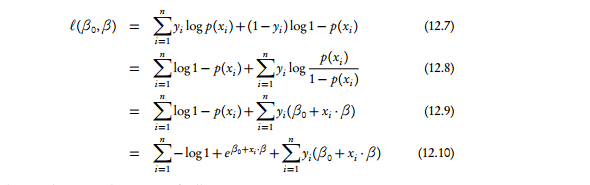 ℓ(β₀,β) = ∑ᵢ₌₁ⁿ yᵢ log p(xᵢ) + (1 − yᵢ) log 1 − p(xᵢ) (12.7)
= ∑ᵢ₌₁ⁿ log 1 − p(xᵢ) + ∑ᵢ₌₁ⁿ yᵢ log p(xᵢ)/(1 − p(xᵢ)) (12.8)
= ∑ᵢ₌₁ⁿ log 1 − p(xᵢ) + ∑ᵢ₌₁ⁿ yᵢ(β₀ + xᵢ · β) (12.9)
= ∑ᵢ₌₁ⁿ − log 1 + e^(β₀+xᵢ·β) + ∑ᵢ₌₁ⁿ yᵢ(β₀ + xᵢ · β) (12.10)